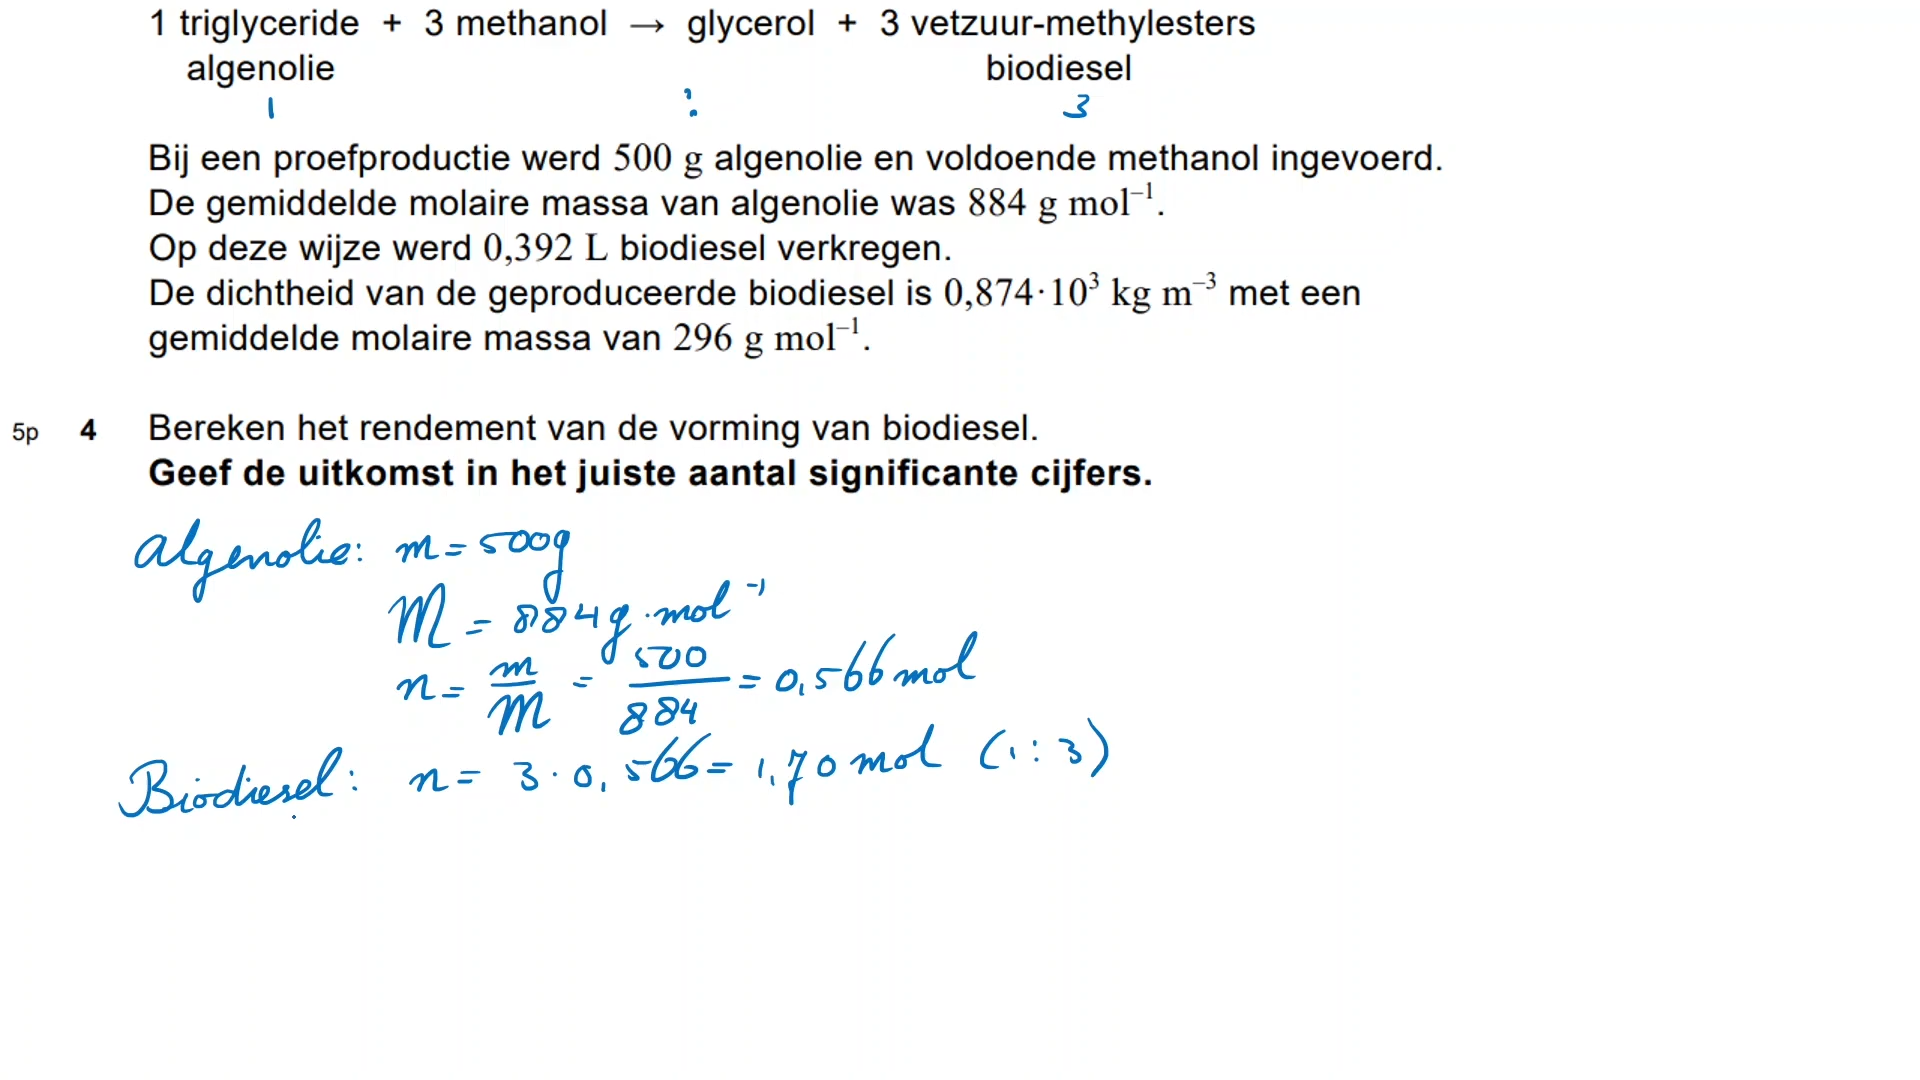 1 triglyceride + 3 methanol → glycerol + 3 vetzuur-methylesters
algenolie biodiesel
1 : 3
Bij een proefproductie werd 500 g algenolie en voldoende methanol ingevoerd.
De gemiddelde molaire massa van algenolie was 884 g mol⁻¹.
Op deze wijze werd 0,392 L biodiesel verkregen.
De dichtheid van de geproduceerde biodiesel is 0,874·10³ kg m⁻³ met een
gemiddelde molaire massa van 296 g mol⁻¹.
5p 4 Bereken het rendement van de vorming van biodiesel.
Geef de uitkomst in het juiste aantal significante cijfers.
algenolie: m = 500g
M = 884 g·mol⁻¹
n = m/M = 500/884 = 0,566 mol
Biodiesel: n = 3·0,566 = 1,70 mol (1:3)